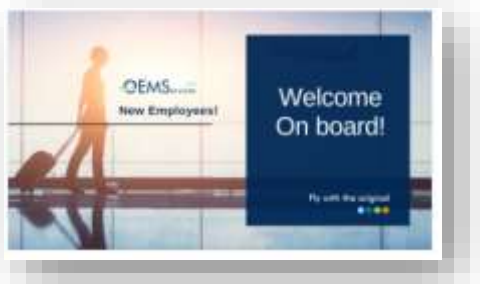 OEMS
New Employees!
Welcome
On board!
Fly with the original